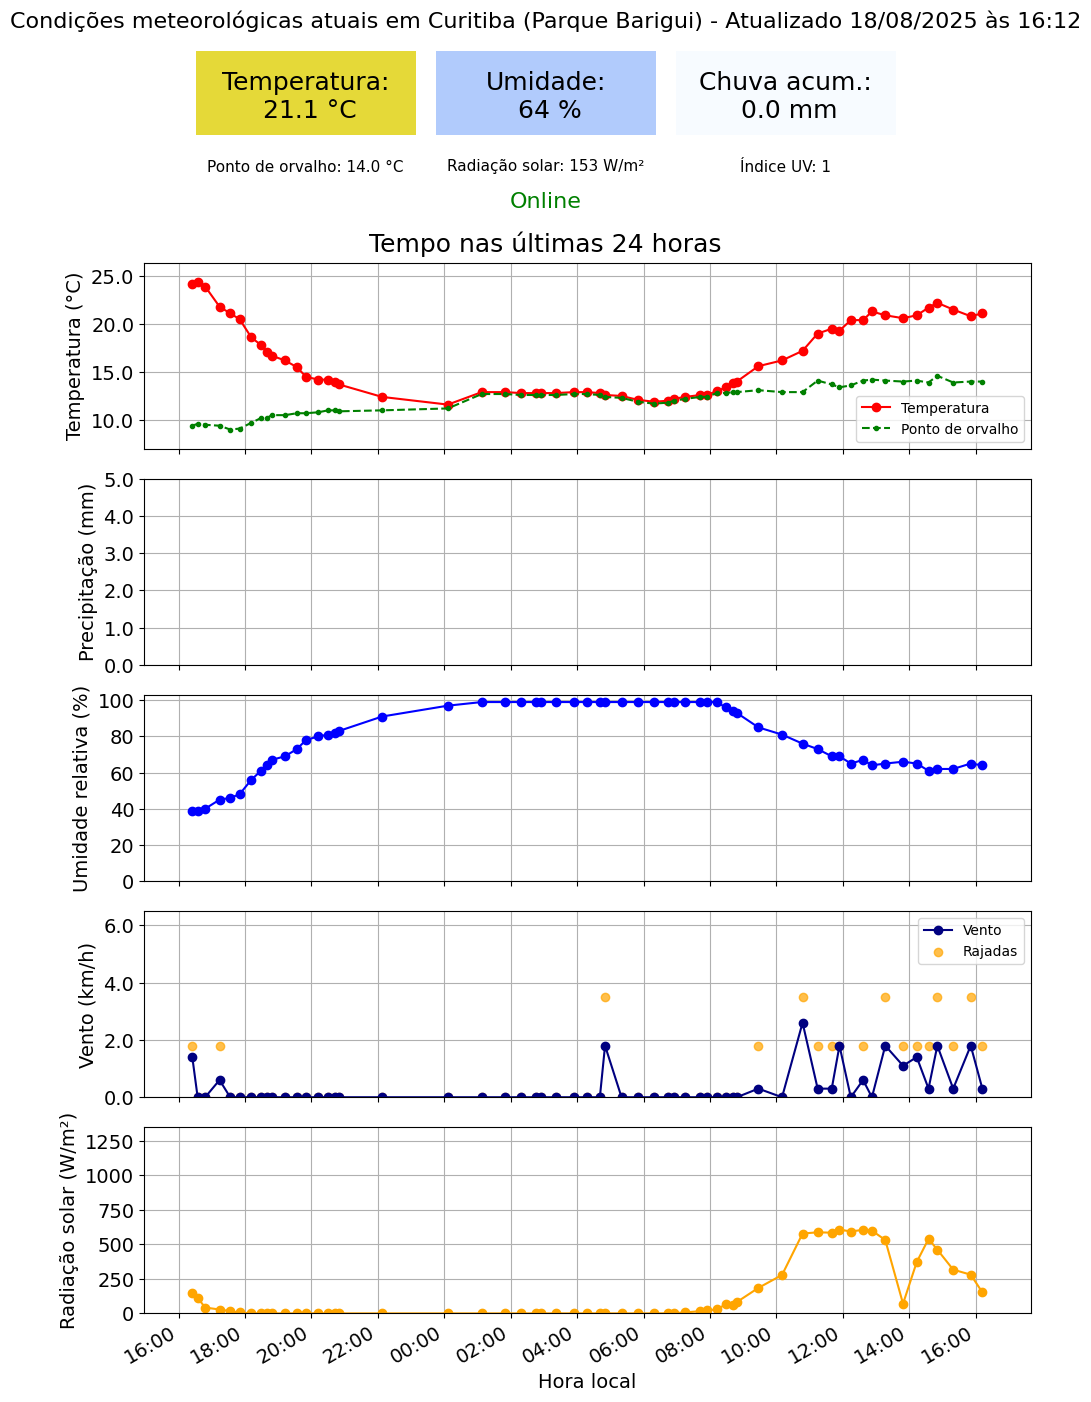 Condições meteorológicas atuais em Curitiba (Parque Barigui) - Atualizado 18/08/2025 às 16:12
Temperatura:
21.1 °C
Umidade:
64 %
Chuva acum.:
0.0 mm
Ponto de orvalho: 14.0 °C
Radiação solar: 153 W/m²
Índice UV: 1
Online
Tempo nas últimas 24 horas
Temperatura (°C)
25.0
20.0
15.0
10.0
Temperatura
Ponto de orvalho
Precipitação (mm)
5.0
4.0
3.0
2.0
1.0
0.0
Umidade relativa (%)
100
80
60
40
20
0
Vento (km/h)
6.0
4.0
2.0
0.0
Vento
Rajadas
Radiação solar (W/m²)
1250
1000
750
500
250
0
16:00
18:00
20:00
22:00
00:00
02:00
04:00
06:00
08:00
10:00
12:00
14:00
16:00
Hora local